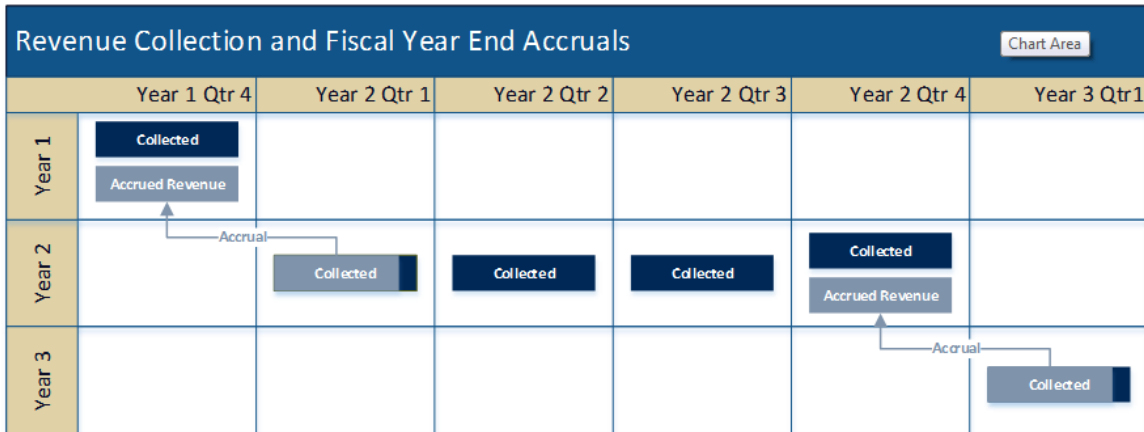 Revenue Collection and Fiscal Year End Accruals
Chart Area
Year 1 Qtr 4
Year 2 Qtr 1
Year 2 Qtr 2
Year 2 Qtr 3
Year 2 Qtr 4
Year 3 Qtr1
Year 1
Collected
Accrued Revenue
Accrual
Year 2
Collected
Collected
Collected
Collected
Accrued Revenue
Accrual
Year 3
Collected